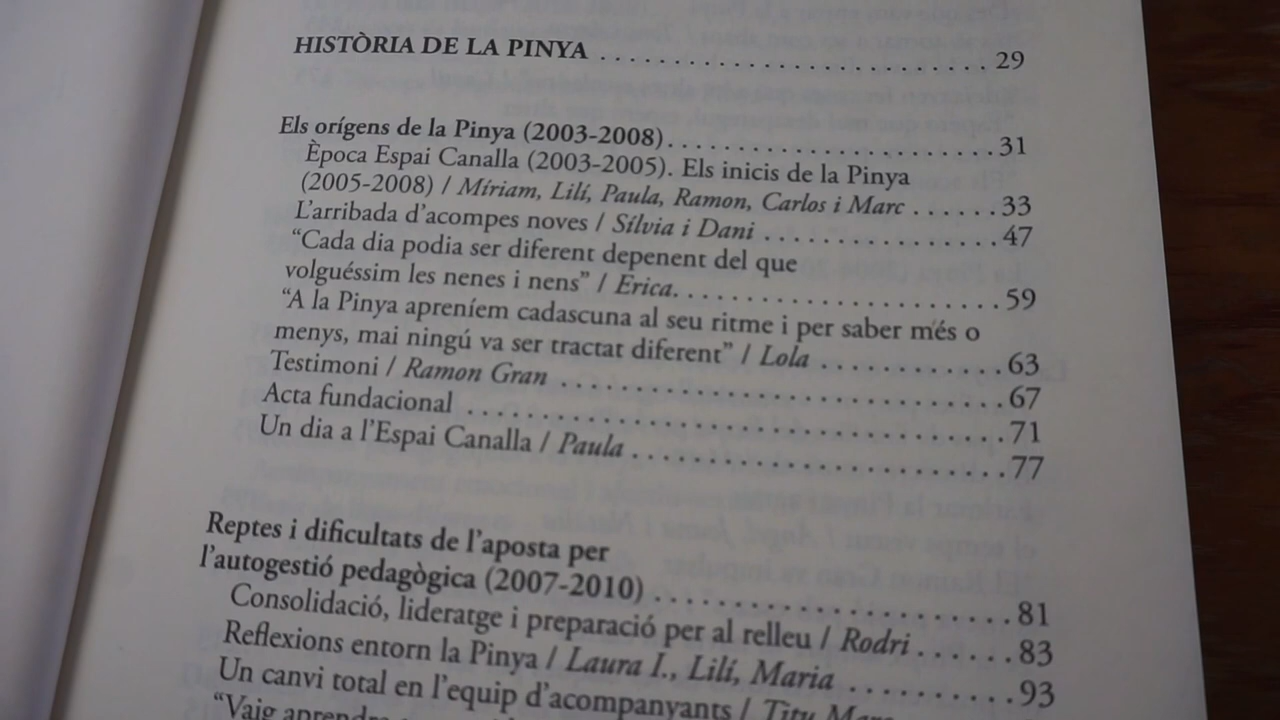 HISTÒRIA DE LA PINYA ........................ 29
Els orígens de la Pinya (2003-2008) ...................... 31
Època Espai Canalla (2003-2005). Els inicis de la Pinya
(2005-2008) / Míriam, Lilí, Paula, Ramon, Carlos i Marc ...... 33
L’arribada d’acompes noves / Sílvia i Dani ................ 47
“Cada dia podia ser diferent depenent del que
volguéssim les nenes i nens” / Erica. ..................... 59
“A la Pinya apreníem cadascuna al seu ritme i per saber més o
menys, mai ningú va ser tractat diferent” / Lola ............ 63
Testimoni / Ramon Gran ............................. 67
Acta fundacional ................................... 71
Un dia a l’Espai Canalla / Paula ........................ 77
Reptes i dificultats de l’aposta per
l’autogestió pedagògica (2007-2010) ...................... 81
Consolidació, lideratge i preparació per al relleu / Rodri ...... 83
Reflexions entorn la Pinya / Laura I., Lilí, Maria .......... 93
Un canvi total en l’equip d’acompanyants / Titu Marc
“Vaig aprendre